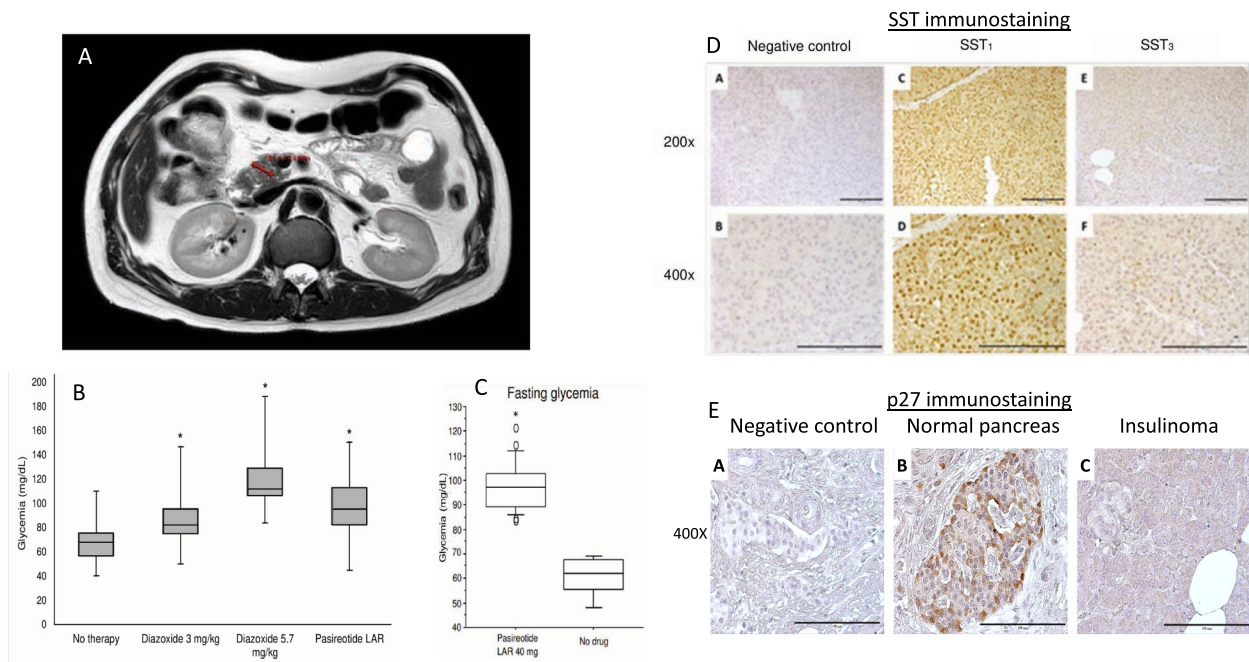 A
B
Glycemia (mg/dL)
200
180
160
140
120
100
80
60
40
20
0
*
*
*
No therapy
Diazoxide 3 mg/kg
Diazoxide 5.7
mg/kg
Pasireotide LAR
C
Fasting glycemia
Glycemia (mg/dL)
130
120
110
100
90
80
70
60
50
40
*
Pasireotide
LAR 40 mg
No drug
SST immunostaining
D
Negative control
SST₁
SST₃
200x
A
C
E
400x
B
D
F
p27 immunostaining
E
Negative control
Normal pancreas
Insulinoma
400X
A
B
C